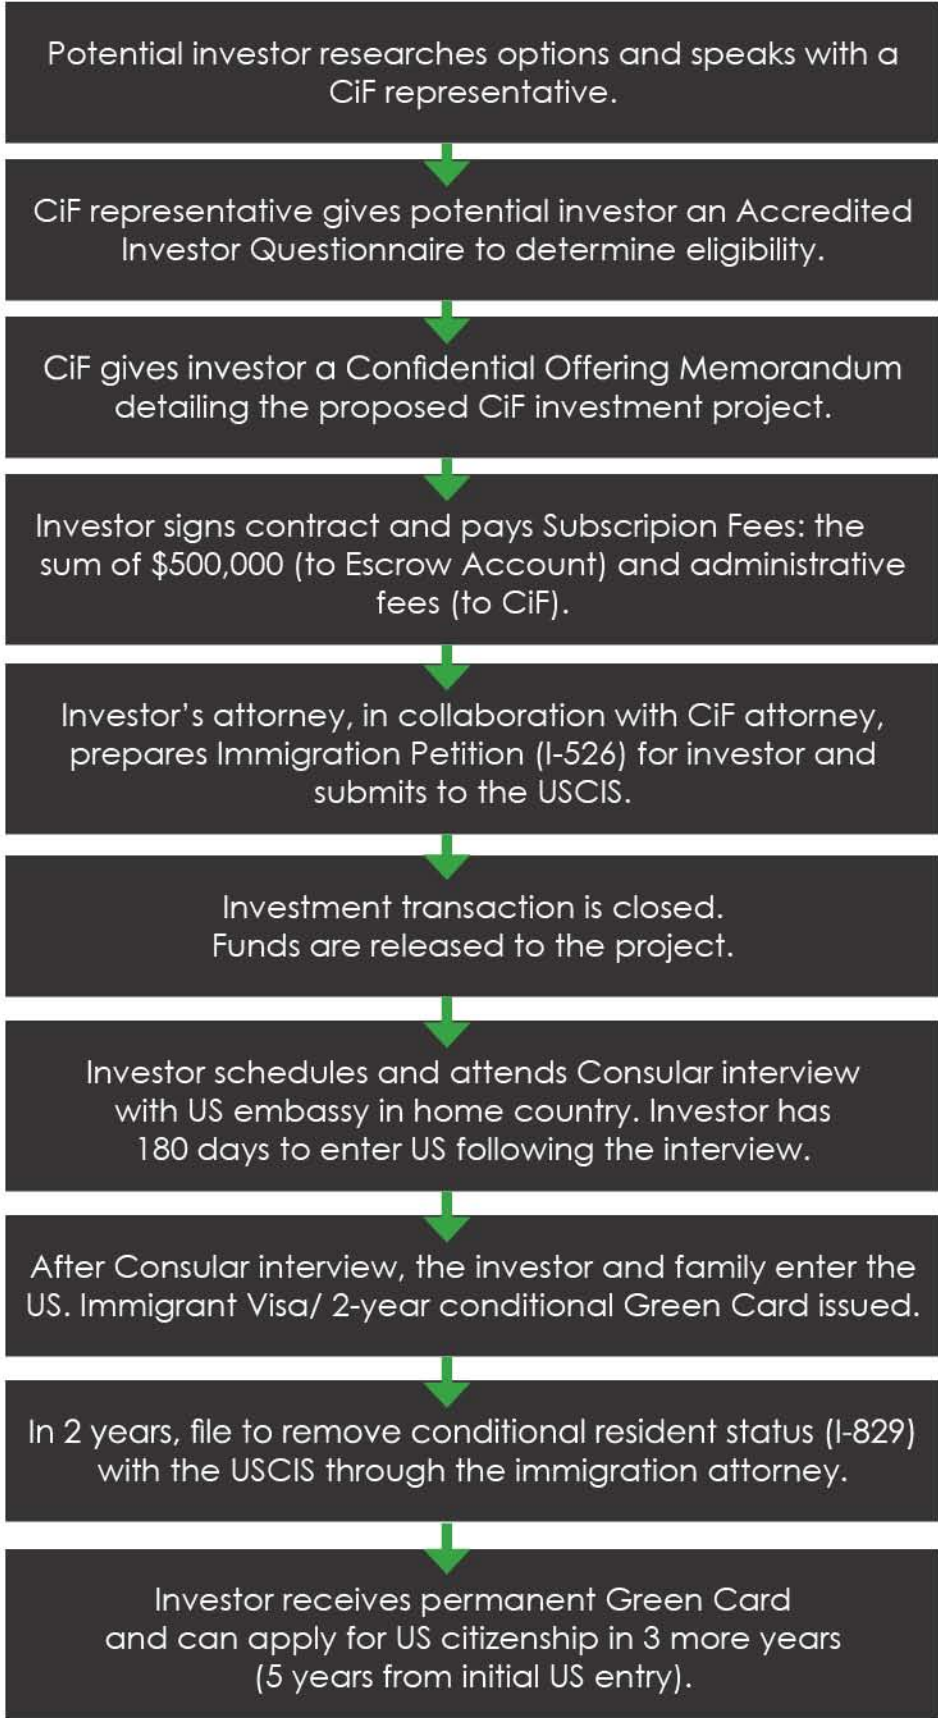 Potential investor researches options and speaks with a
CiF representative.
CiF representative gives potential investor an Accredited
Investor Questionnaire to determine eligibility.
CiF gives investor a Confidential Offering Memorandum
detailing the proposed CiF investment project.
Investor signs contract and pays Subscripion Fees: the
sum of $500,000 (to Escrow Account) and administrative
fees (to CiF).
Investor’s attorney, in collaboration with CiF attorney,
prepares Immigration Petition (I-526) for investor and
submits to the USCIS.
Investment transaction is closed.
Funds are released to the project.
Investor schedules and attends Consular interview
with US embassy in home country. Investor has
180 days to enter US following the interview.
After Consular interview, the investor and family enter the
US. Immigrant Visa/ 2-year conditional Green Card issued.
In 2 years, file to remove conditional resident status (I-829)
with the USCIS through the immigration attorney.
Investor receives permanent Green Card
and can apply for US citizenship in 3 more years
(5 years from initial US entry).